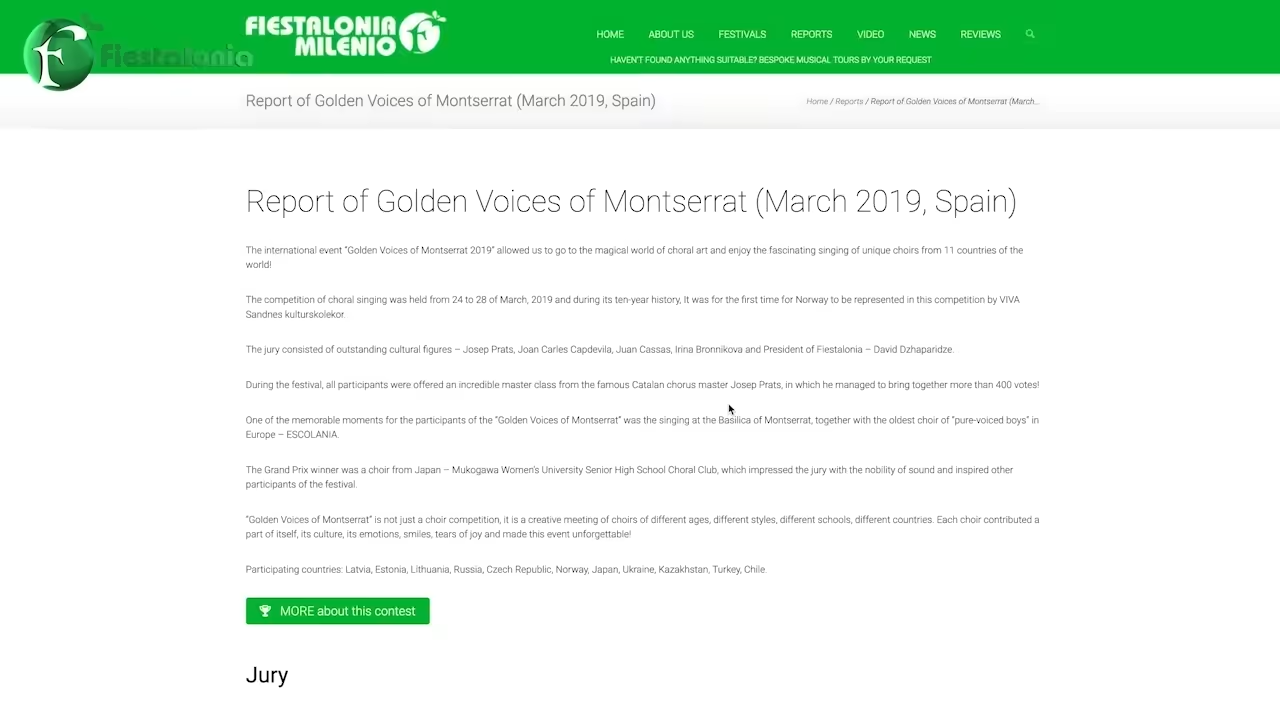 Fiestalonia
FIESTALONIA
MILENIO
HOME ABOUT US FESTIVALS REPORTS VIDEO NEWS REVIEWS
HAVEN'T FOUND ANYTHING SUITABLE? BESPOKE MUSICAL TOURS BY YOUR REQUEST
Report of Golden Voices of Montserrat (March 2019, Spain)
Home / Reports / Report of Golden Voices of Montserrat (March...
Report of Golden Voices of Montserrat (March 2019, Spain)
The international event “Golden Voices of Montserrat 2019” allowed us to go to the magical world of choral art and enjoy the fascinating singing of unique choirs from 11 countries of the
world!
The competition of choral singing was held from 24 to 28 of March, 2019 and during its ten-year history, It was for the first time for Norway to be represented in this competition by VIVA
Sandnes kulturskolekor.
The jury consisted of outstanding cultural figures – Josep Prats, Joan Carles Capdevila, Juan Cassas, Irina Bronnikova and President of Fiestalonia – David Dzhaparidze.
During the festival, all participants were offered an incredible master class from the famous Catalan chorus master Josep Prats, in which he managed to bring together more than 400 votes!
One of the memorable moments for the participants of the “Golden Voices of Montserrat” was the singing at the Basilica of Montserrat, together with the oldest choir of “pure-voiced boys” in
Europe – ESCOLANIA.
The Grand Prix winner was a choir from Japan – Mukogawa Women’s University Senior High School Choral Club, which impressed the jury with the nobility of sound and inspired other
participants of the festival.
“Golden Voices of Montserrat” is not just a choir competition, it is a creative meeting of choirs of different ages, different styles, different schools, different countries. Each choir contributed a
part of itself, its culture, its emotions, smiles, tears of joy and made this event unforgettable!
Participating countries: Latvia, Estonia, Lithuania, Russia, Czech Republic, Norway, Japan, Ukraine, Kazakhstan, Turkey, Chile.
MORE about this contest
Jury